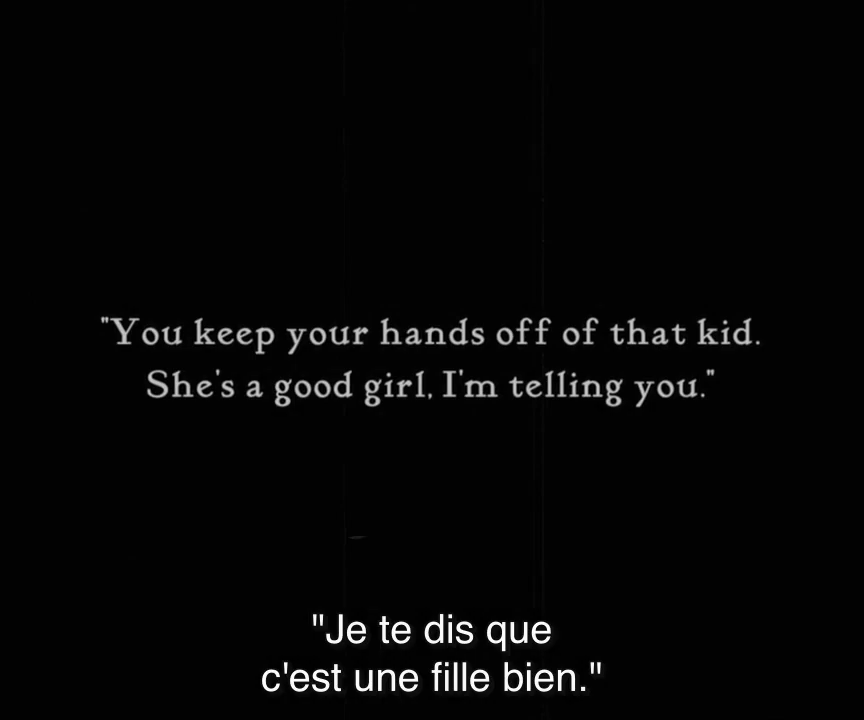 "You keep your hands off of that kid.
She's a good girl, I'm telling you."
"Je te dis que
c'est une fille bien."